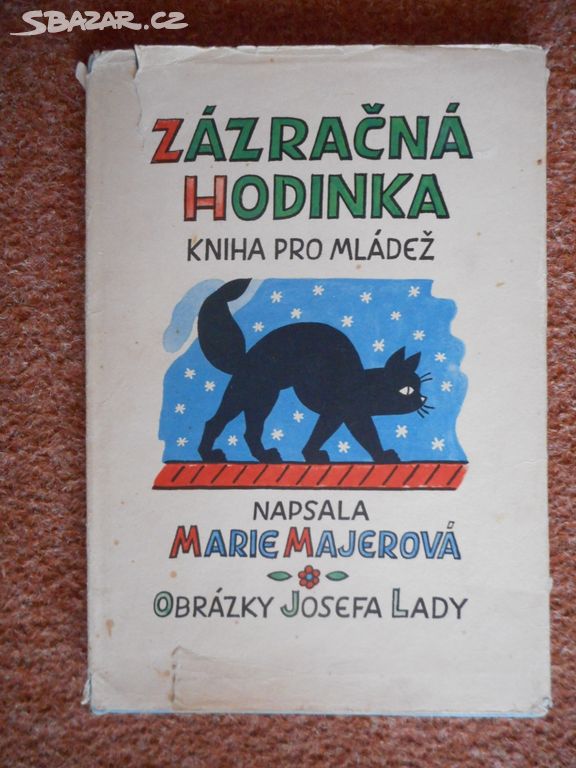 SBAZAR.CZ
ZÁZRAČNÁ
HODINKA
KNIHA PRO MLÁDEŽ
NAPSALA
MARIE MAJEROVÁ
OBRÁZKY JOSEFA LADY